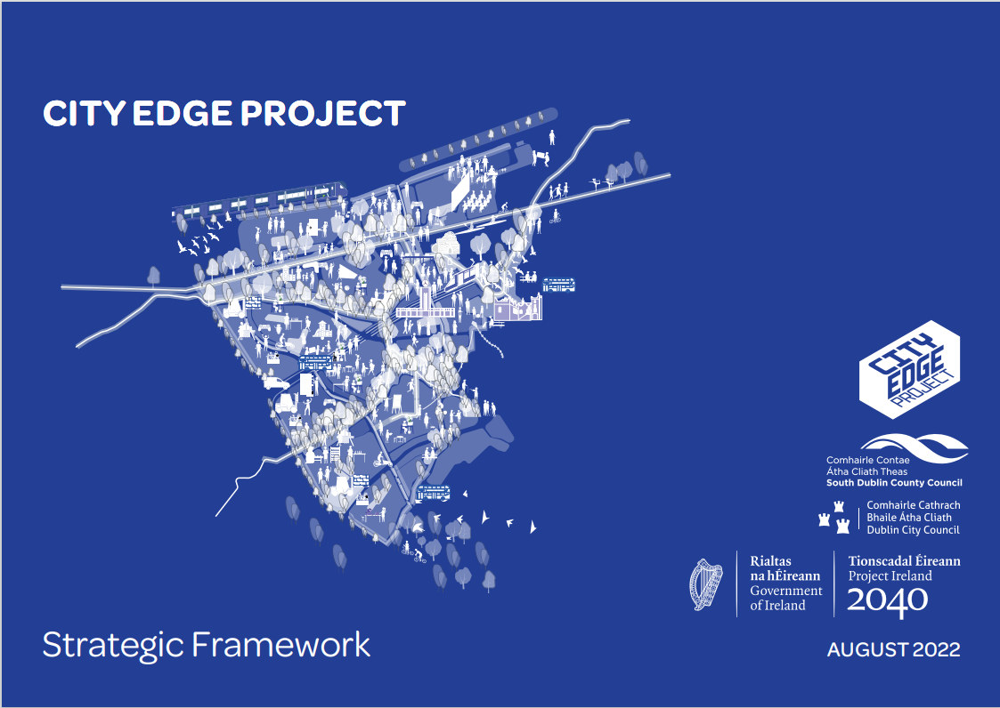 CITY EDGE PROJECT
CITY
EDGE
PROJECT
Comhairle Contae
Átha Cliath Theas
South Dublin County Council
Comhairle Cathrach
Bhaile Átha Cliath
Dublin City Council
Rialtas
na hÉireann
Government
of Ireland
Tionscadal Éireann
Project Ireland
2040
Strategic Framework
AUGUST 2022